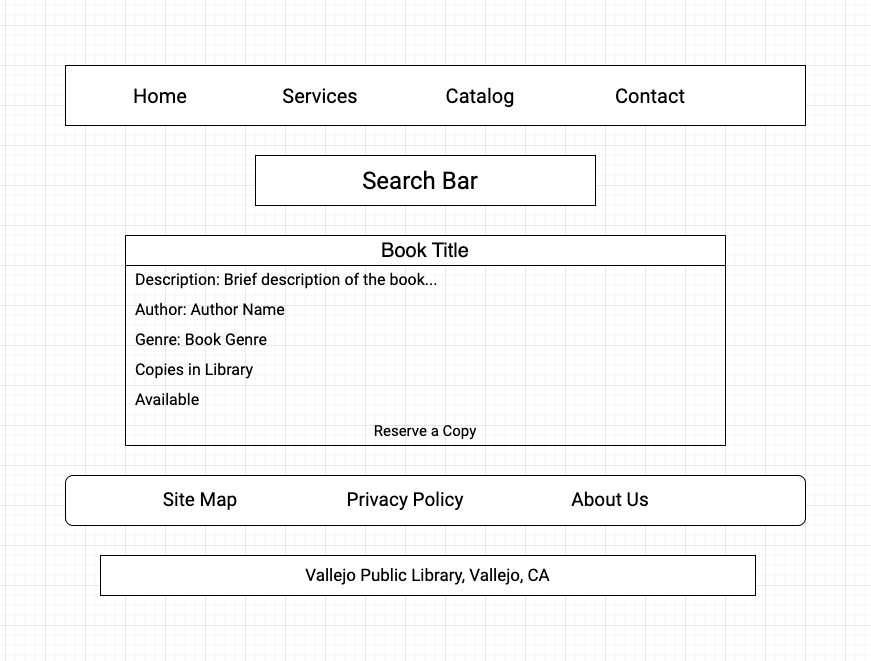 Home Services Catalog Contact
Search Bar
Book Title
Description: Brief description of the book...
Author: Author Name
Genre: Book Genre
Copies in Library
Available
Reserve a Copy
Site Map Privacy Policy About Us
Vallejo Public Library, Vallejo, CA